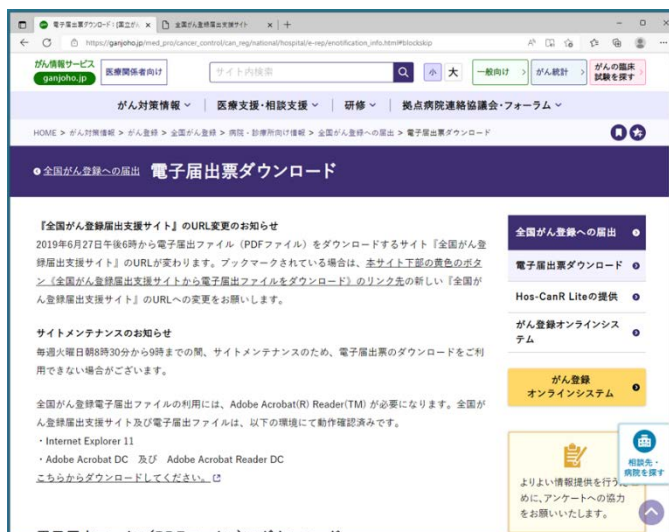 電子届出票ダウンロード:[国立がん
全国がん登録届出支援サイト
https://ganjoho.jp/med_pro/cancer_control/can_reg/national/hospital/e-rep/enotification_info.html#blockskip
がん情報サービス
ganjoho.jp
医療関係者向け
サイト内検索
小 大
一般向け
がん統計
がんの臨床
試験を探す
がん対策情報
医療支援・相談支援
研修
拠点病院連絡協議会・フォーラム
HOME > がん対策情報 > がん登録 > 全国がん登録 > 病院・診療所向け情報 > 全国がん登録への届出 > 電子届出票ダウンロード
全国がん登録への届出 電子届出票ダウンロード
『全国がん登録届出支援サイト』のURL変更のお知らせ
2019年6月27日午後6時から電子届出ファイル（PDFファイル）をダウンロードするサイト『全国がん登
録届出支援サイト』のURLが変わります。ブックマークされている場合は、本サイト下部の黄色のボタ
ン《全国がん登録届出支援サイトから電子届出ファイルをダウンロード》のリンク先の新しい『全国が
ん登録届出支援サイト』のURLへの変更をお願いします。
サイトメンテナンスのお知らせ
毎週火曜日朝8時30分から9時までの間、サイトメンテナンスのため、電子届出票のダウンロードをご利
用できない場合がございます。
全国がん登録電子届出ファイルの利用には、Adobe Acrobat(R) Reader(TM) が必要になります。全国が
ん登録届出支援サイト及び電子届出ファイルは、以下の環境にて動作確認済みです。
・Internet Explorer 11
・Adobe Acrobat DC 及び Adobe Acrobat Reader DC
こちらからダウンロードしてください。
全国がん登録への届出
電子届出票ダウンロード
Hos-CanR Liteの提供
がん登録オンラインシス
テム
がん登録
オンラインシステム
相談先・
病院を探す
よりよい情報提供を行うた
めに、アンケートへの協力
をお願いいたします。